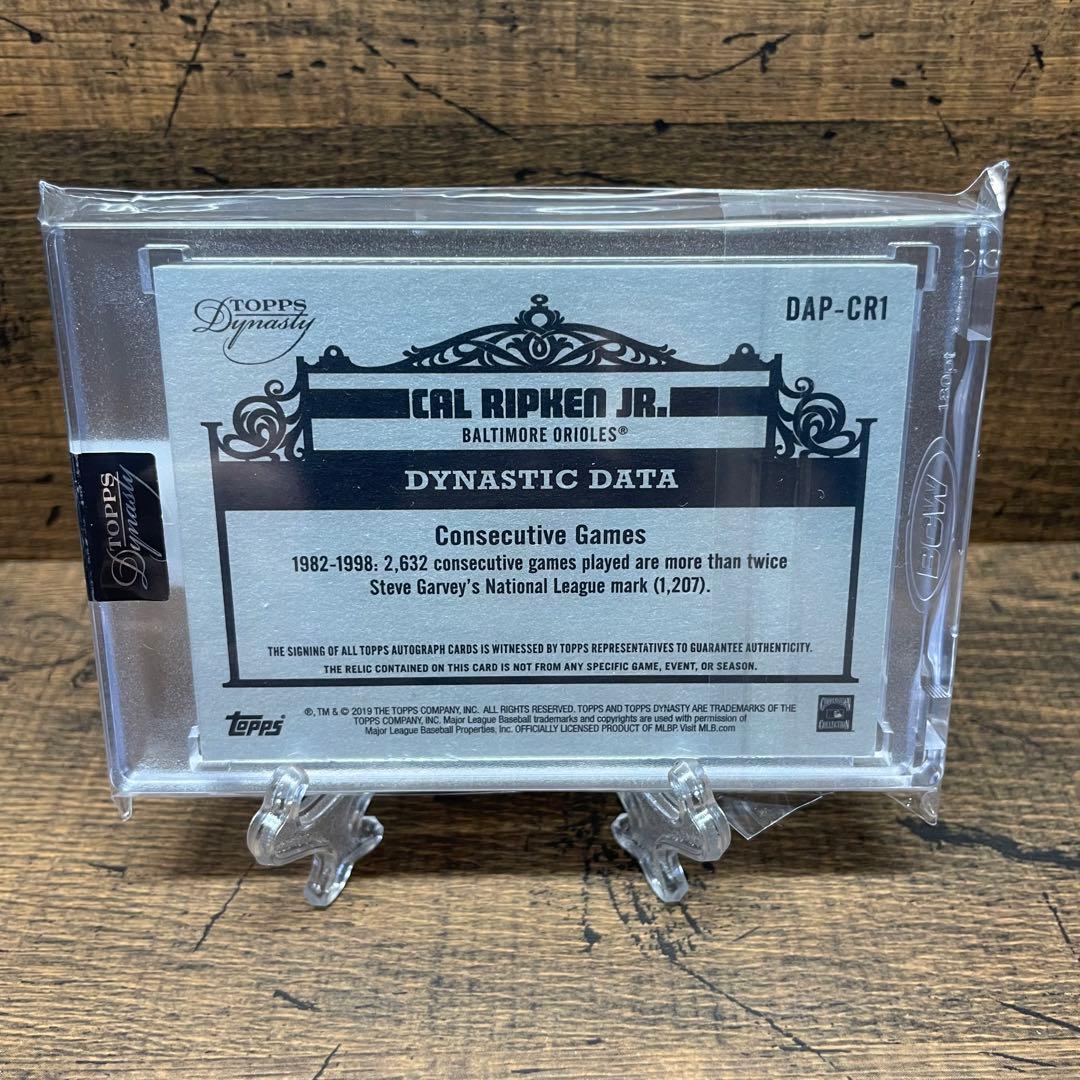 TOPPS
Dynasty
DAP-CR1
CAL RIPKEN JR.
BALTIMORE ORIOLES®
DYNASTIC DATA
Consecutive Games
1982-1998: 2,632 consecutive games played are more than twice
Steve Garvey's National League mark (1,207).
THE SIGNING OF ALL TOPPS AUTOGRAPH CARDS IS WITNESSED BY TOPPS REPRESENTATIVES TO GUARANTEE AUTHENTICITY.
THE RELIC CONTAINED ON THIS CARD IS NOT FROM ANY SPECIFIC GAME, EVENT, OR SEASON.
topps
®, TM & © 2019 THE TOPPS COMPANY, INC. ALL RIGHTS RESERVED. TOPPS AND TOPPS DYNASTY ARE TRADEMARKS OF THE
TOPPS COMPANY, INC. Major League Baseball trademarks and copyrights are used with permission of
Major League Baseball Properties, Inc. OFFICIALLY LICENSED PRODUCT OF MLBP. Visit MLB.com
COOPERSTOWN
COLLECTION
TOPPS
Dynasty
180pt
BCW